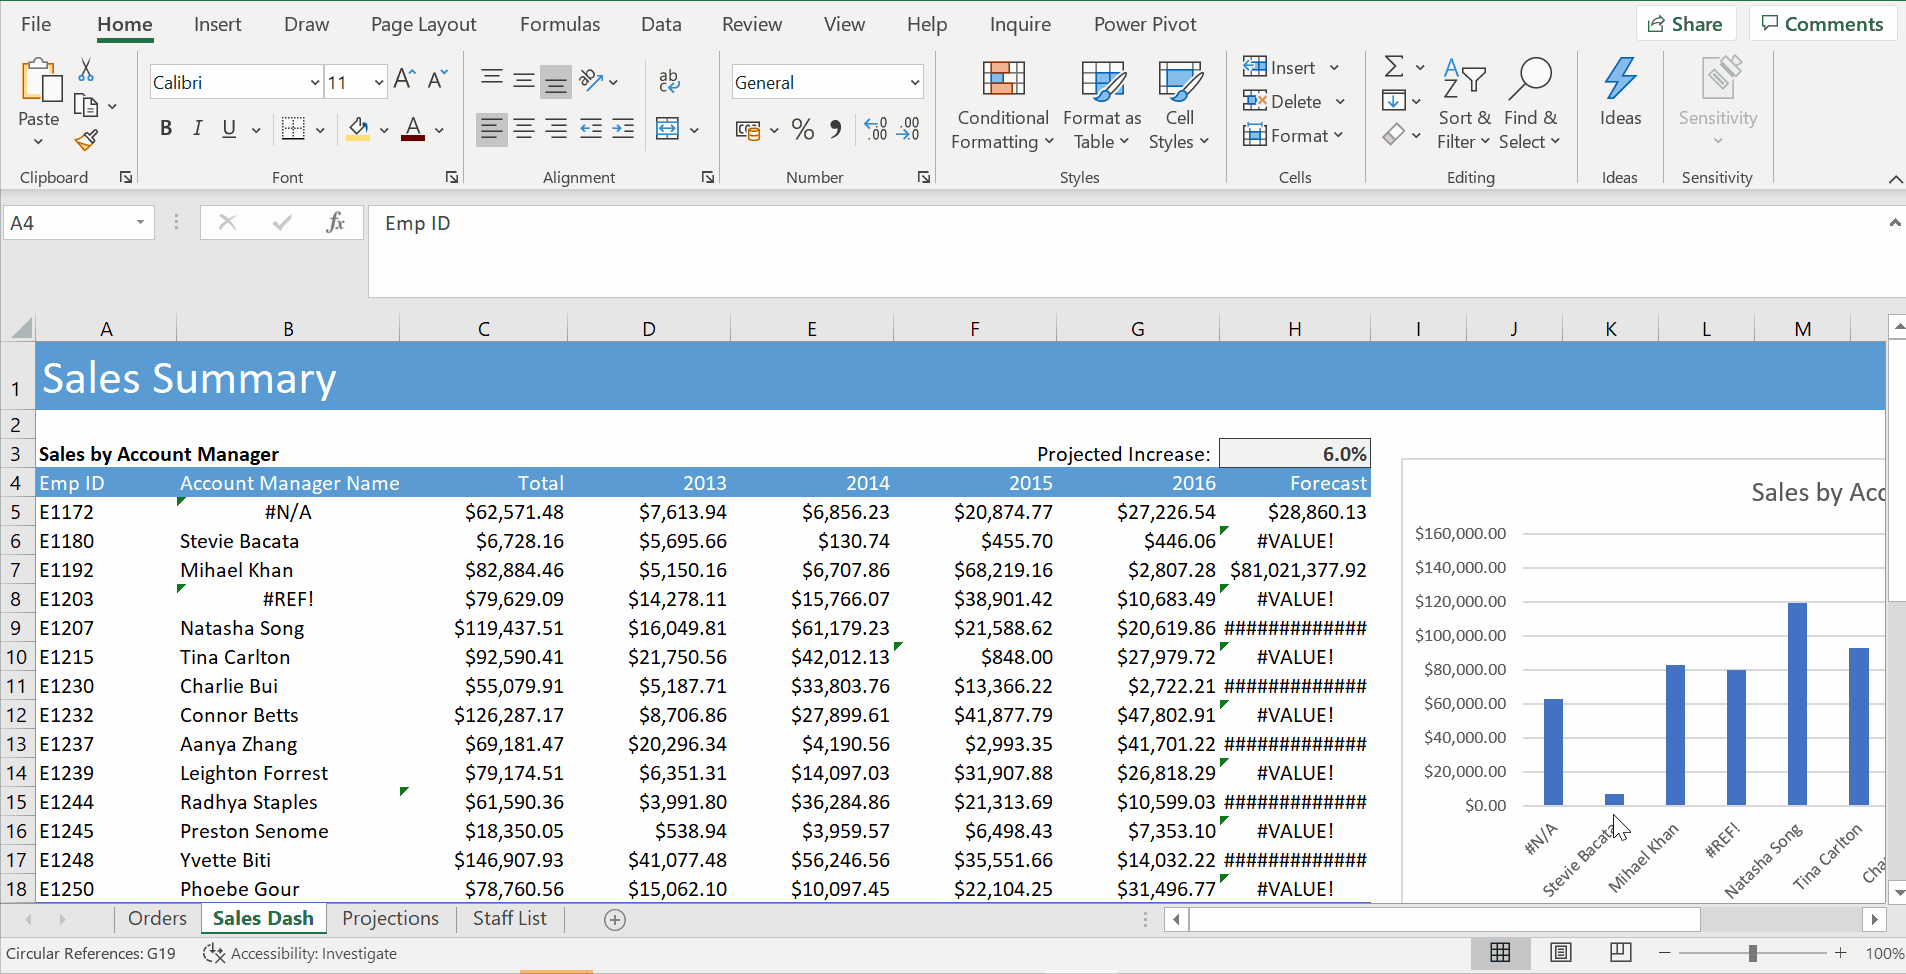 File Home Insert Draw Page Layout Formulas Data Review View Help Inquire Power Pivot Share Comments
Calibri 11 General
Paste B I U ab c % , .00 .0
Conditional Formatting Format as Table Cell Styles
Insert
Delete
Format
Sort & Filter Find & Select Ideas Sensitivity
Clipboard Font Alignment Number Styles Cells Editing Ideas Sensitivity
A4 fx Emp ID
A B C D E F G H I J K L M
1 Sales Summary
2
3 Sales by Account Manager Projected Increase: 6.0%
4 Emp ID Account Manager Name Total 2013 2014 2015 2016 Forecast
5 E1172 #N/A $62,571.48 $7,613.94 $6,856.23 $20,874.77 $27,226.54 $28,860.13
6 E1180 Stevie Bacata $6,728.16 $5,695.66 $130.74 $455.70 $446.06 #VALUE!
7 E1192 Mihael Khan $82,884.46 $5,150.16 $6,707.86 $68,219.16 $2,807.28 $81,021,377.92
8 E1203 #REF! $79,629.09 $14,278.11 $15,766.07 $38,901.42 $10,683.49 #VALUE!
9 E1207 Natasha Song $119,437.51 $16,049.81 $61,179.23 $21,588.62 $20,619.86 #############
10 E1215 Tina Carlton $92,590.41 $21,750.56 $42,012.13 $848.00 $27,979.72 #VALUE!
11 E1230 Charlie Bui $55,079.91 $5,187.71 $33,803.76 $13,366.22 $2,722.21 #############
12 E1232 Connor Betts $126,287.17 $8,706.86 $27,899.61 $41,877.79 $47,802.91 #VALUE!
13 E1237 Aanya Zhang $69,181.47 $20,296.34 $4,190.56 $2,993.35 $41,701.22 #############
14 E1239 Leighton Forrest $79,174.51 $6,351.31 $14,097.03 $31,907.88 $26,818.29 #VALUE!
15 E1244 Radhya Staples $61,590.36 $3,991.80 $36,284.86 $21,313.69 $10,599.03 #############
16 E1245 Preston Senome $18,350.05 $538.94 $3,959.57 $6,498.43 $7,353.10 #VALUE!
17 E1248 Yvette Biti $146,907.93 $41,077.48 $56,246.56 $35,551.66 $14,032.22 #############
18 E1250 Phoebe Gour $78,760.56 $15,062.10 $10,097.45 $22,104.25 $31,496.77 #VALUE!
Sales by Acc
$160,000.00
$140,000.00
$120,000.00
$100,000.00
$80,000.00
$60,000.00
$40,000.00
$20,000.00
$0.00
#N/A Stevie Bacata Mihael Khan #REF! Natasha Song Tina Carlton Cha
Orders Sales Dash Projections Staff List
Circular References: G19 Accessibility: Investigate 100%